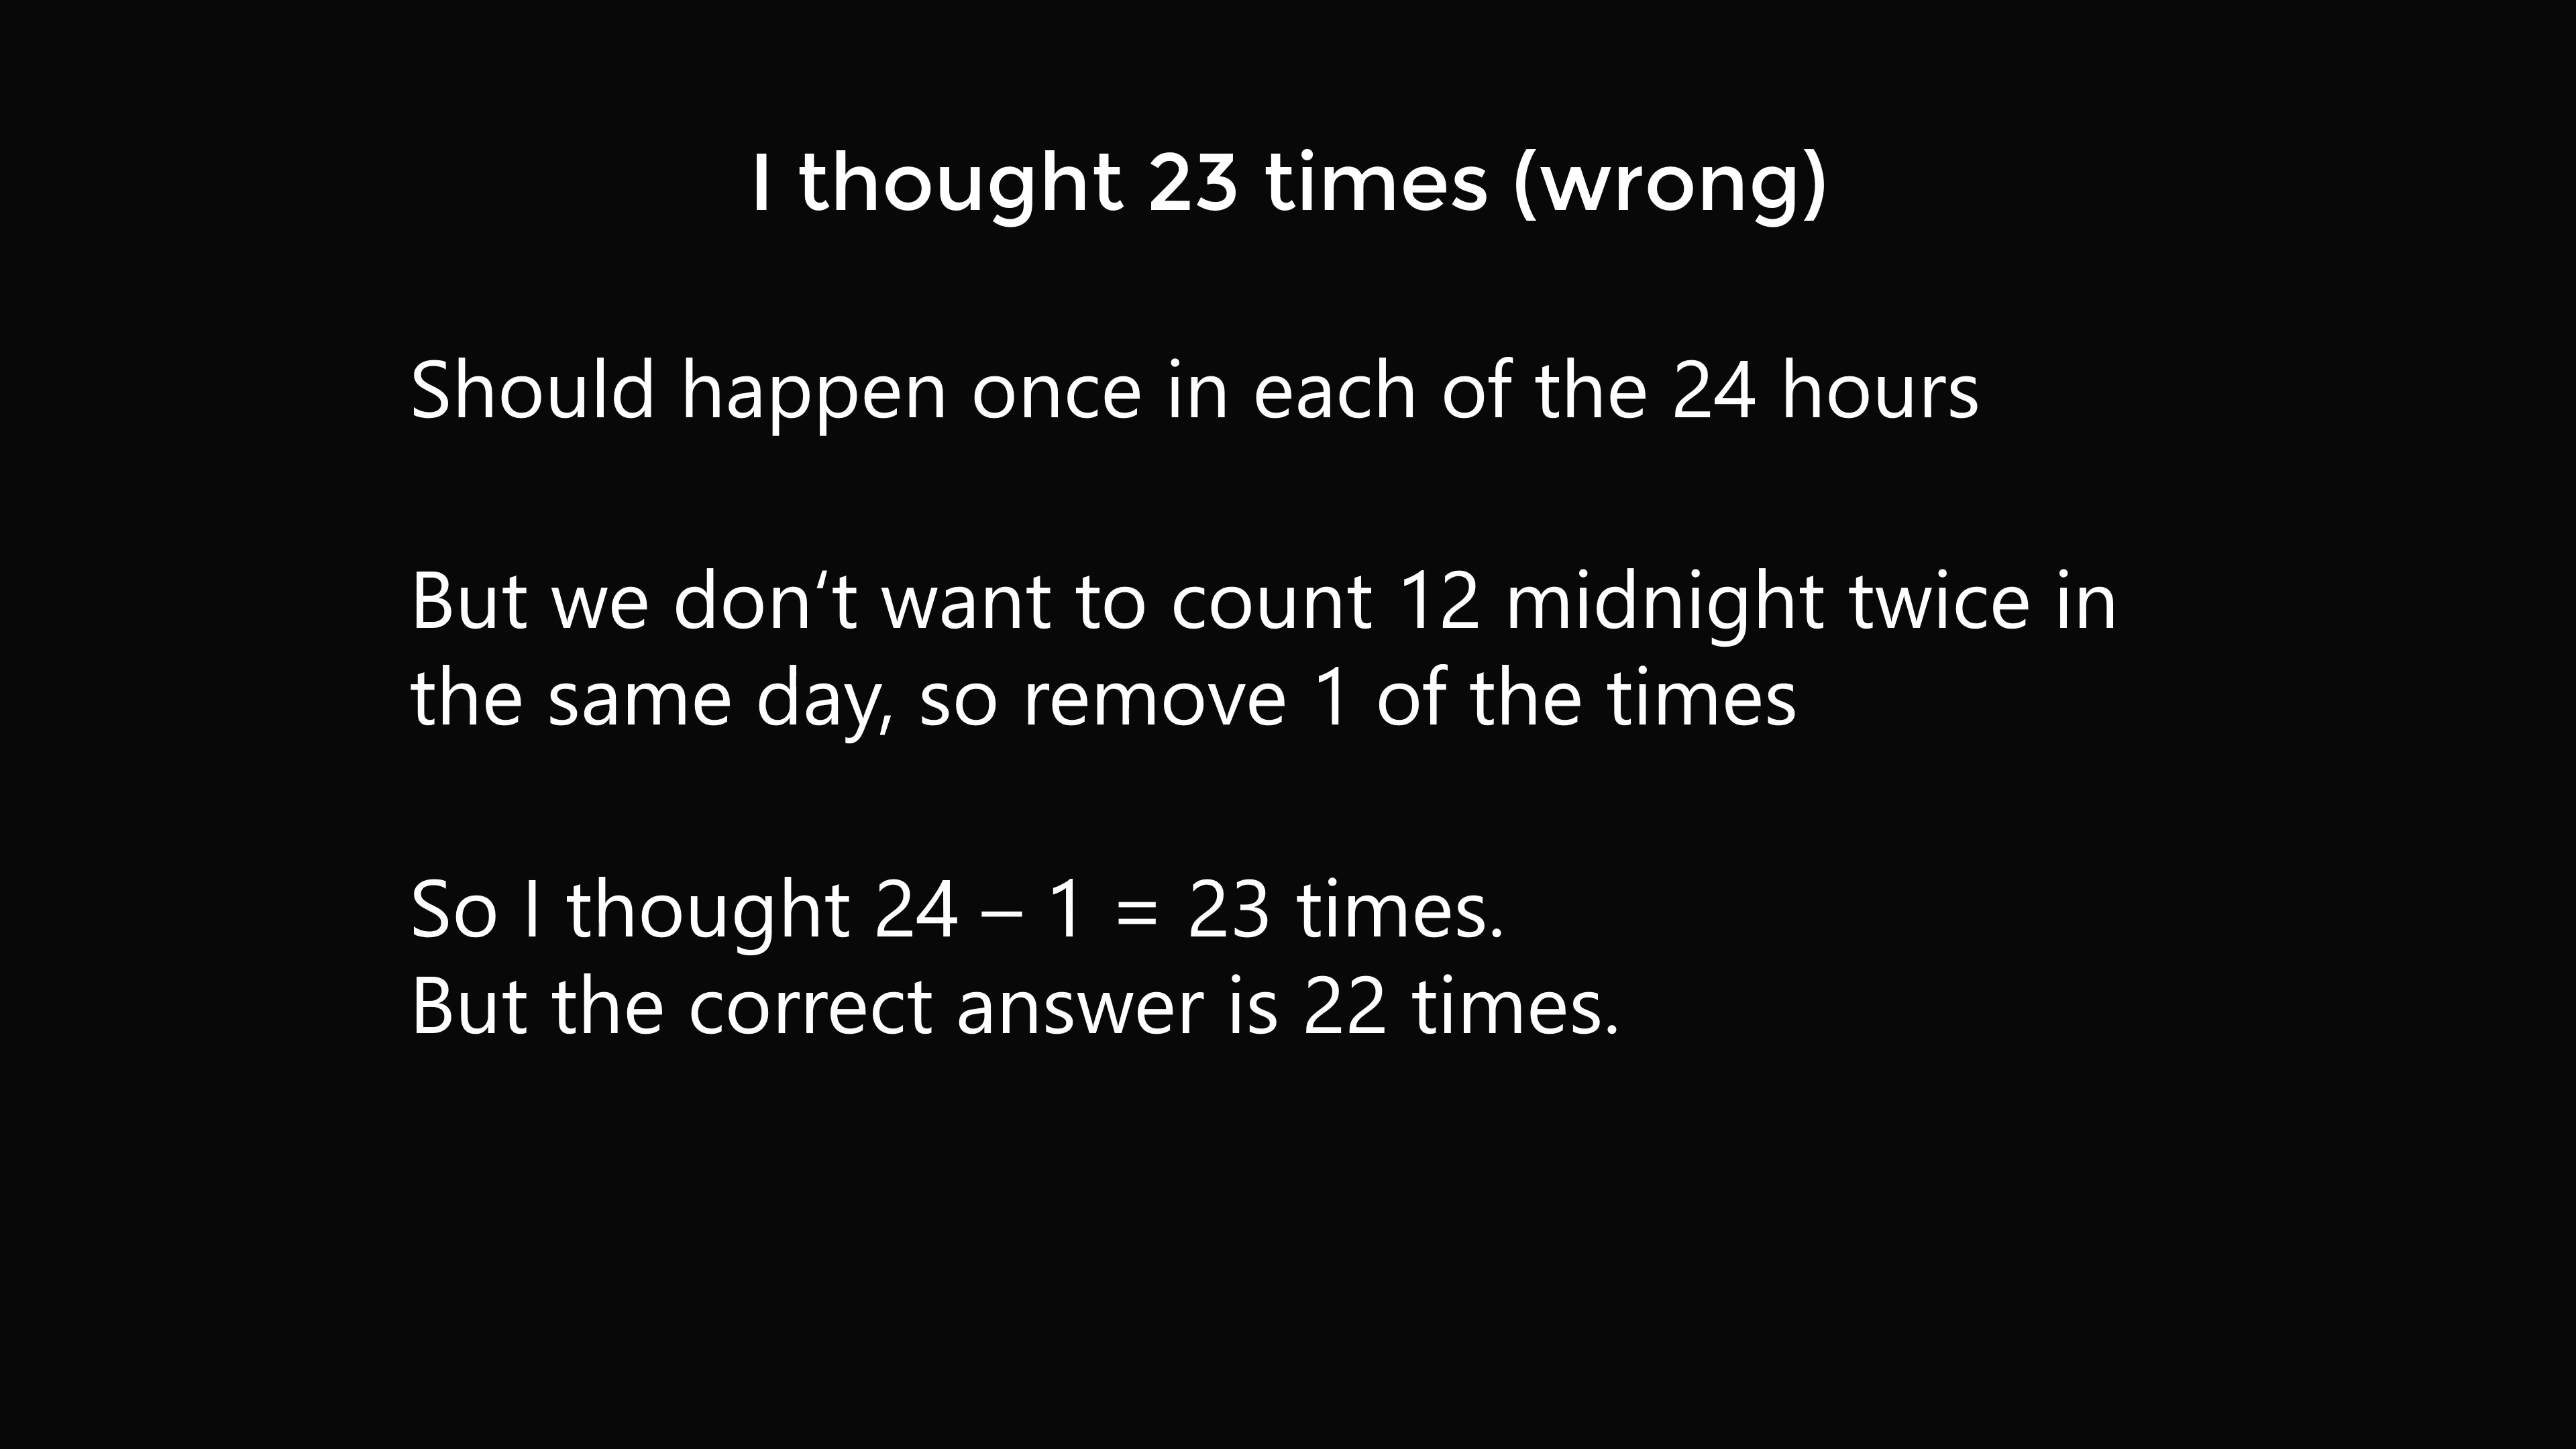 I thought 23 times (wrong)
Should happen once in each of the 24 hours
But we don‘t want to count 12 midnight twice in
the same day, so remove 1 of the times
So I thought 24 – 1 = 23 times.
But the correct answer is 22 times.